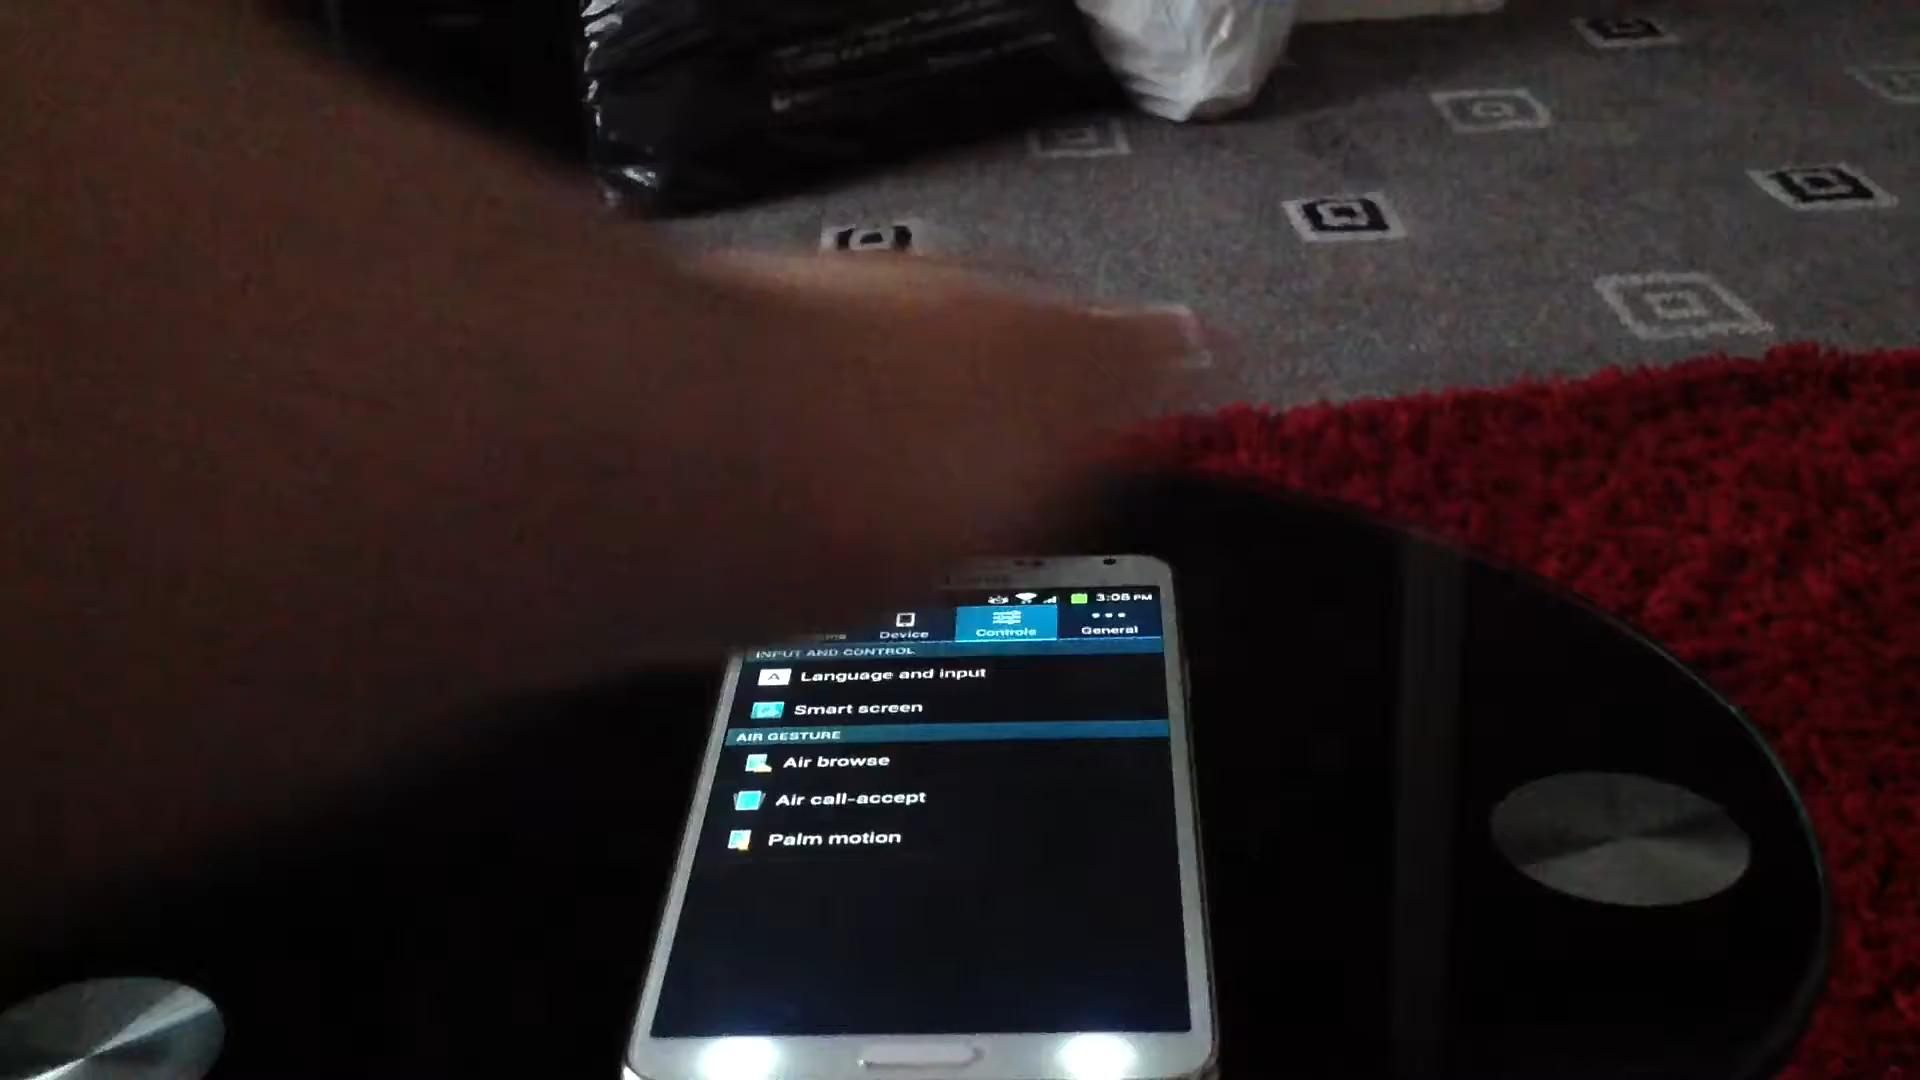 3:05 PM
Device
Controls
General
INPUT AND CONTROL
Language and input
Smart screen
AIR GESTURE
Air browse
Air call-accept
Palm motion